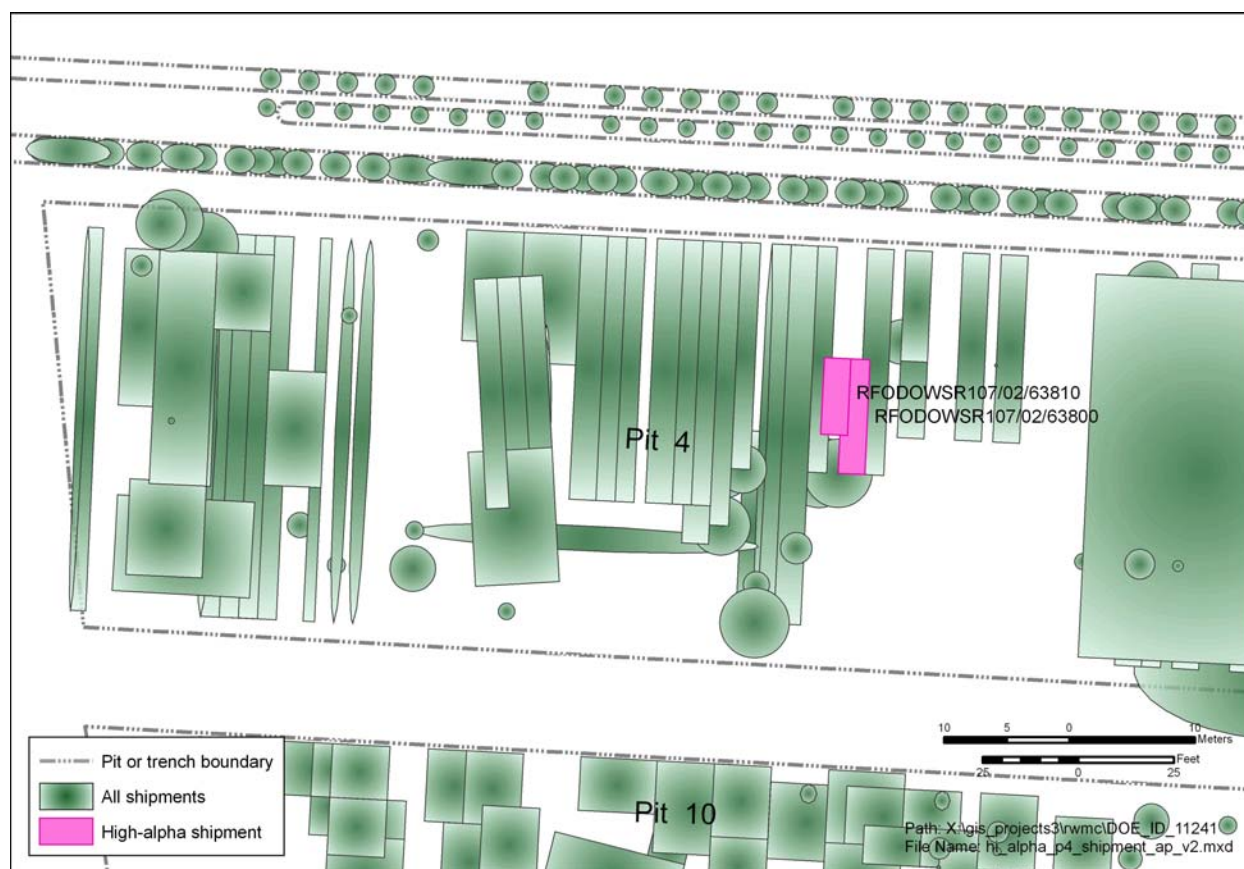 RFODOWSR107/02/63810
RFODOWSR107/02/63800
Pit 4
10 5 0 10
Meters
Feet
25 0 25
Pit or trench boundary
All shipments
High-alpha shipment
Pit 10
Path: X:\gis_projects3\rwmc\DOE_ID_11241
File Name: hi_alpha_p4_shipment_ap_v2.mxd